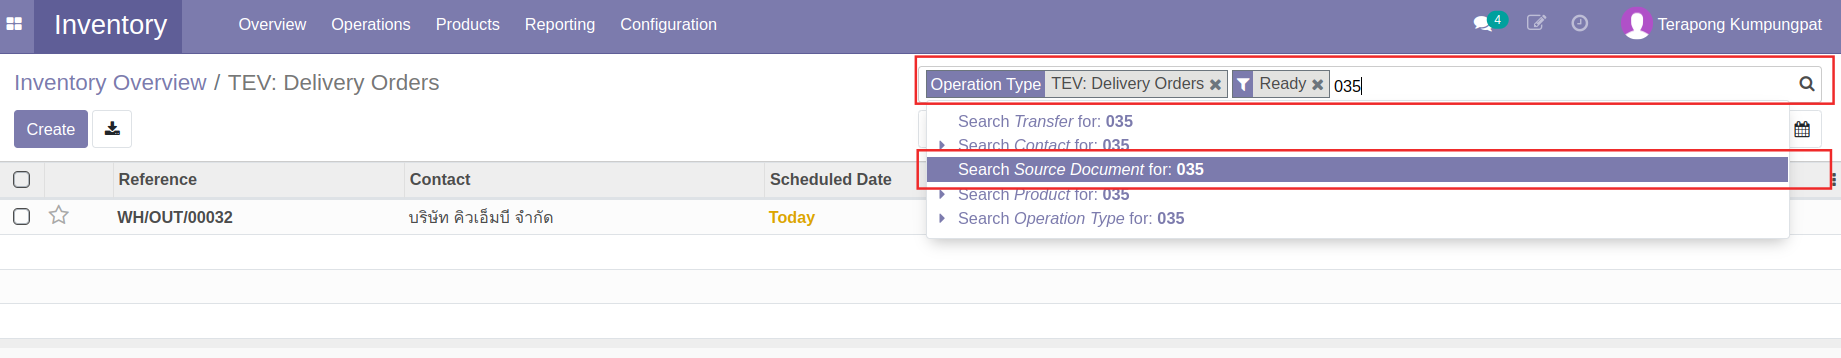 Inventory Overview Operations Products Reporting Configuration 4 Terapong Kumpungpat
Inventory Overview / TEV: Delivery Orders
Operation Type TEV: Delivery Orders Ready 035
Create
Search Transfer for: 035
Search Contact for: 035
Search Source Document for: 035
Search Product for: 035
Search Operation Type for: 035
Reference Contact Scheduled Date
WH/OUT/00032 บริษัท คิวเอ็มบี จำกัด Today